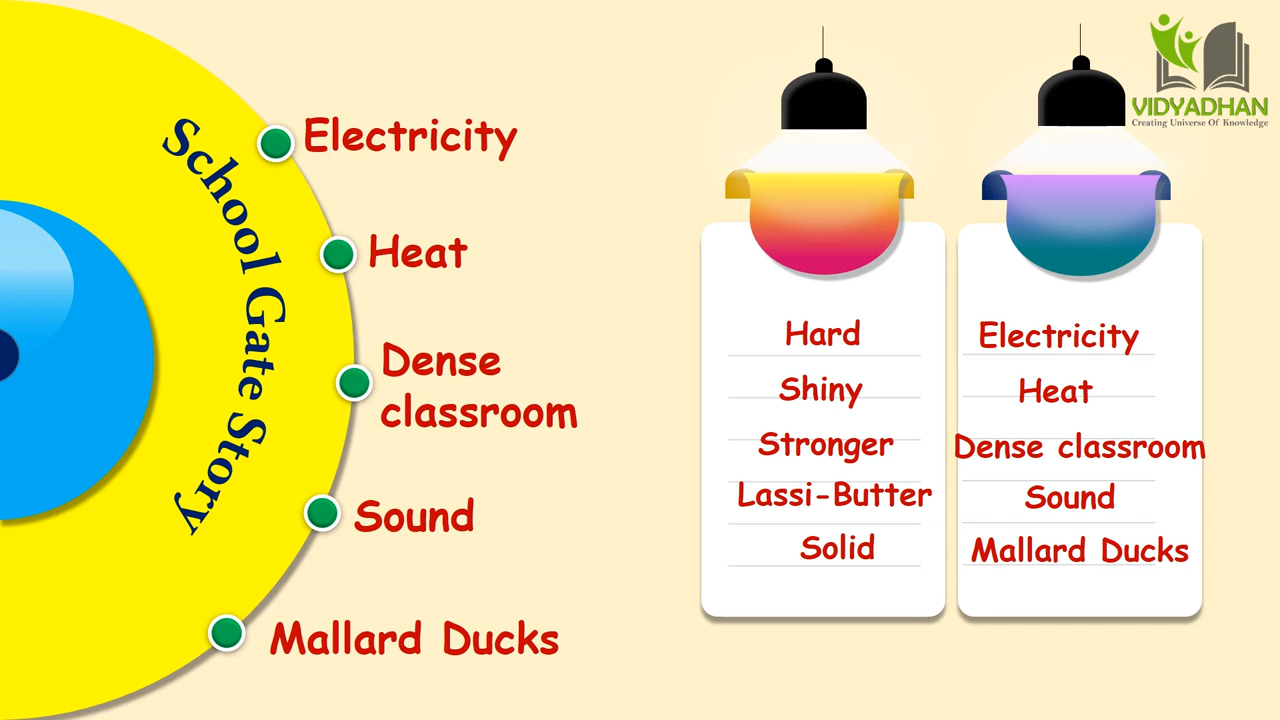 School Gate Story
Electricity
Heat
Dense
classroom
Sound
Mallard Ducks
Hard
Shiny
Stronger
Lassi-Butter
Solid
Electricity
Heat
Dense classroom
Sound
Mallard Ducks
VIDYADHAN
Creating Universe Of Knowledge